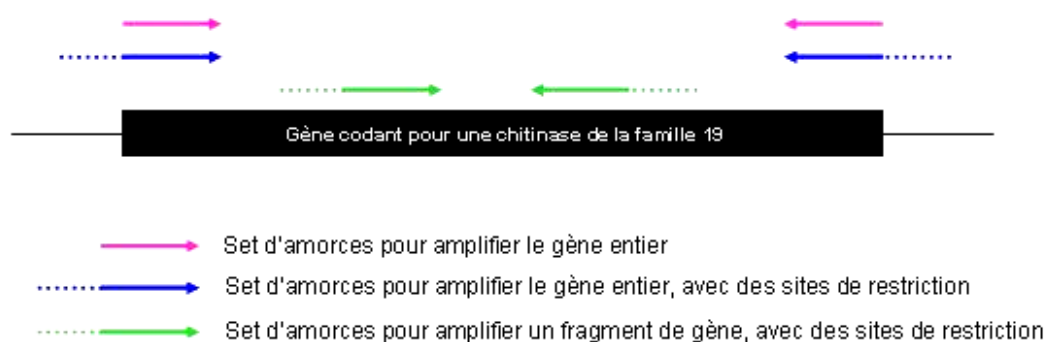 Gène codant pour une chitinase de la famille 19
Set d'amorces pour amplifier le gène entier
Set d'amorces pour amplifier le gène entier, avec des sites de restriction
Set d'amorces pour amplifier un fragment de gène, avec des sites de restriction